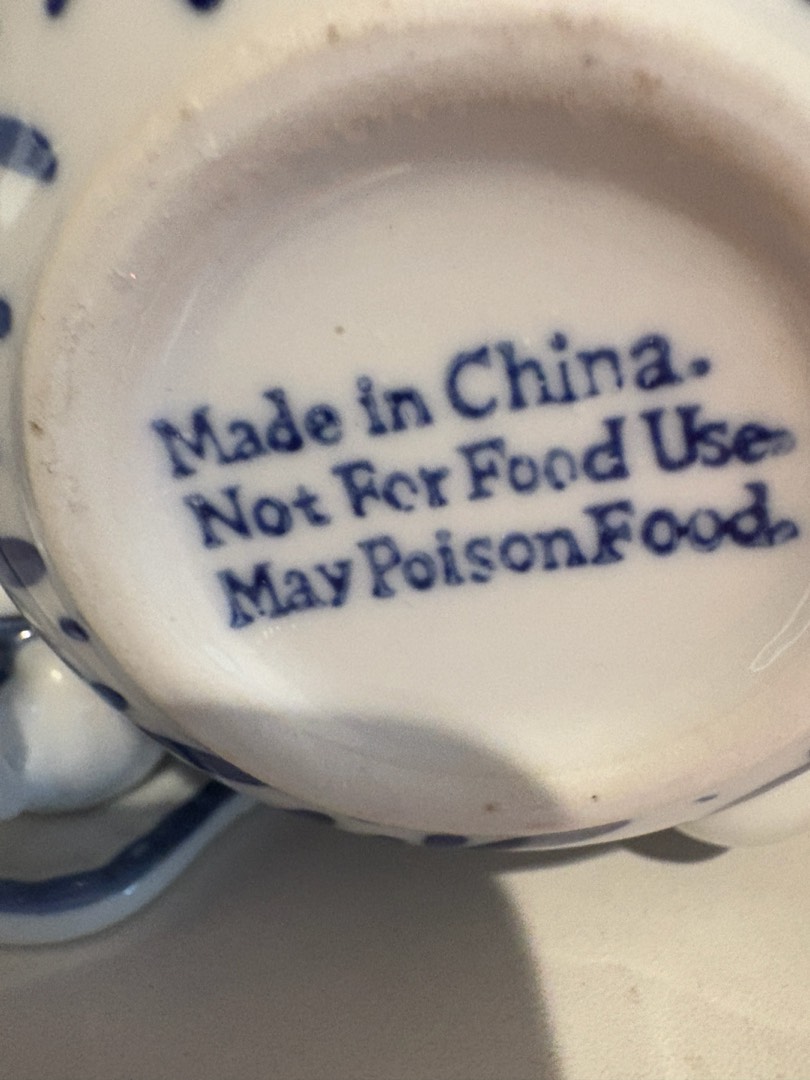 Made in China.
Not For Food Use.
May Poison Food.